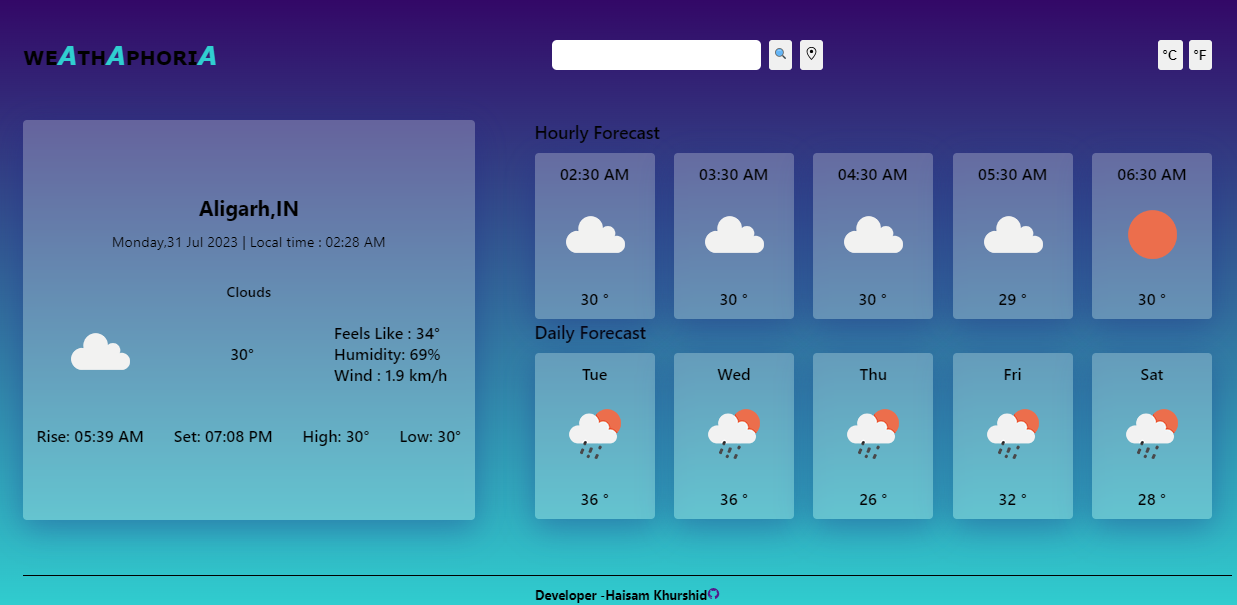 WEATHAPHORIA
°C °F
Aligarh,IN
Monday,31 Jul 2023 | Local time : 02:28 AM
Clouds
30°
Feels Like : 34°
Humidity: 69%
Wind : 1.9 km/h
Rise: 05:39 AM Set: 07:08 PM High: 30° Low: 30°
Hourly Forecast
02:30 AM 03:30 AM 04:30 AM 05:30 AM 06:30 AM
30 ° 30 ° 30 ° 29 ° 30 °
Daily Forecast
Tue Wed Thu Fri Sat
36 ° 36 ° 26 ° 32 ° 28 °
Developer -Haisam Khurshid